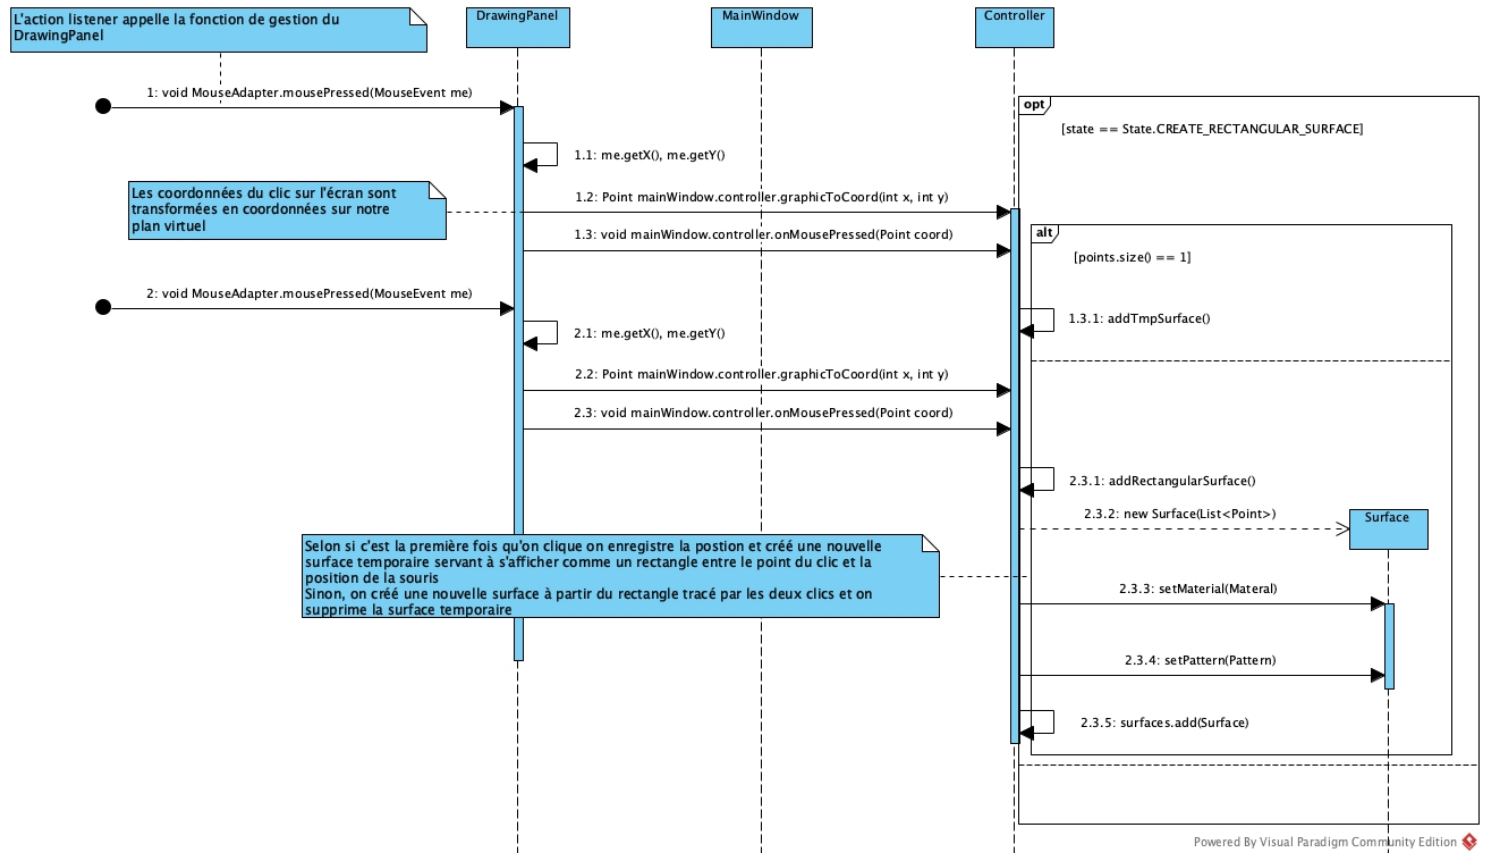 L'action listener appelle la fonction de gestion du
DrawingPanel
DrawingPanel
MainWindow
Controller
1: void MouseAdapter.mousePressed(MouseEvent me)
opt
[state == State.CREATE_RECTANGULAR_SURFACE]
1.1: me.getX(), me.getY()
Les coordonnées du clic sur l'écran sont
transformées en coordonnées sur notre
plan virtuel
1.2: Point mainWindow.controller.graphicToCoord(int x, int y)
1.3: void mainWindow.controller.onMousePressed(Point coord)
alt
[points.size() == 1]
2: void MouseAdapter.mousePressed(MouseEvent me)
1.3.1: addTmpSurface()
2.1: me.getX(), me.getY()
2.2: Point mainWindow.controller.graphicToCoord(int x, int y)
2.3: void mainWindow.controller.onMousePressed(Point coord)
2.3.1: addRectangularSurface()
2.3.2: new Surface(List<Point>)
Surface
Selon si c'est la première fois qu'on clique on enregistre la postion et créé une nouvelle
surface temporaire servant à s'afficher comme un rectangle entre le point du clic et la
position de la souris
Sinon, on créé une nouvelle surface à partir du rectangle tracé par les deux clics et on
supprime la surface temporaire
2.3.3: setMaterial(Materal)
2.3.4: setPattern(Pattern)
2.3.5: surfaces.add(Surface)
Powered By Visual Paradigm Community Edition